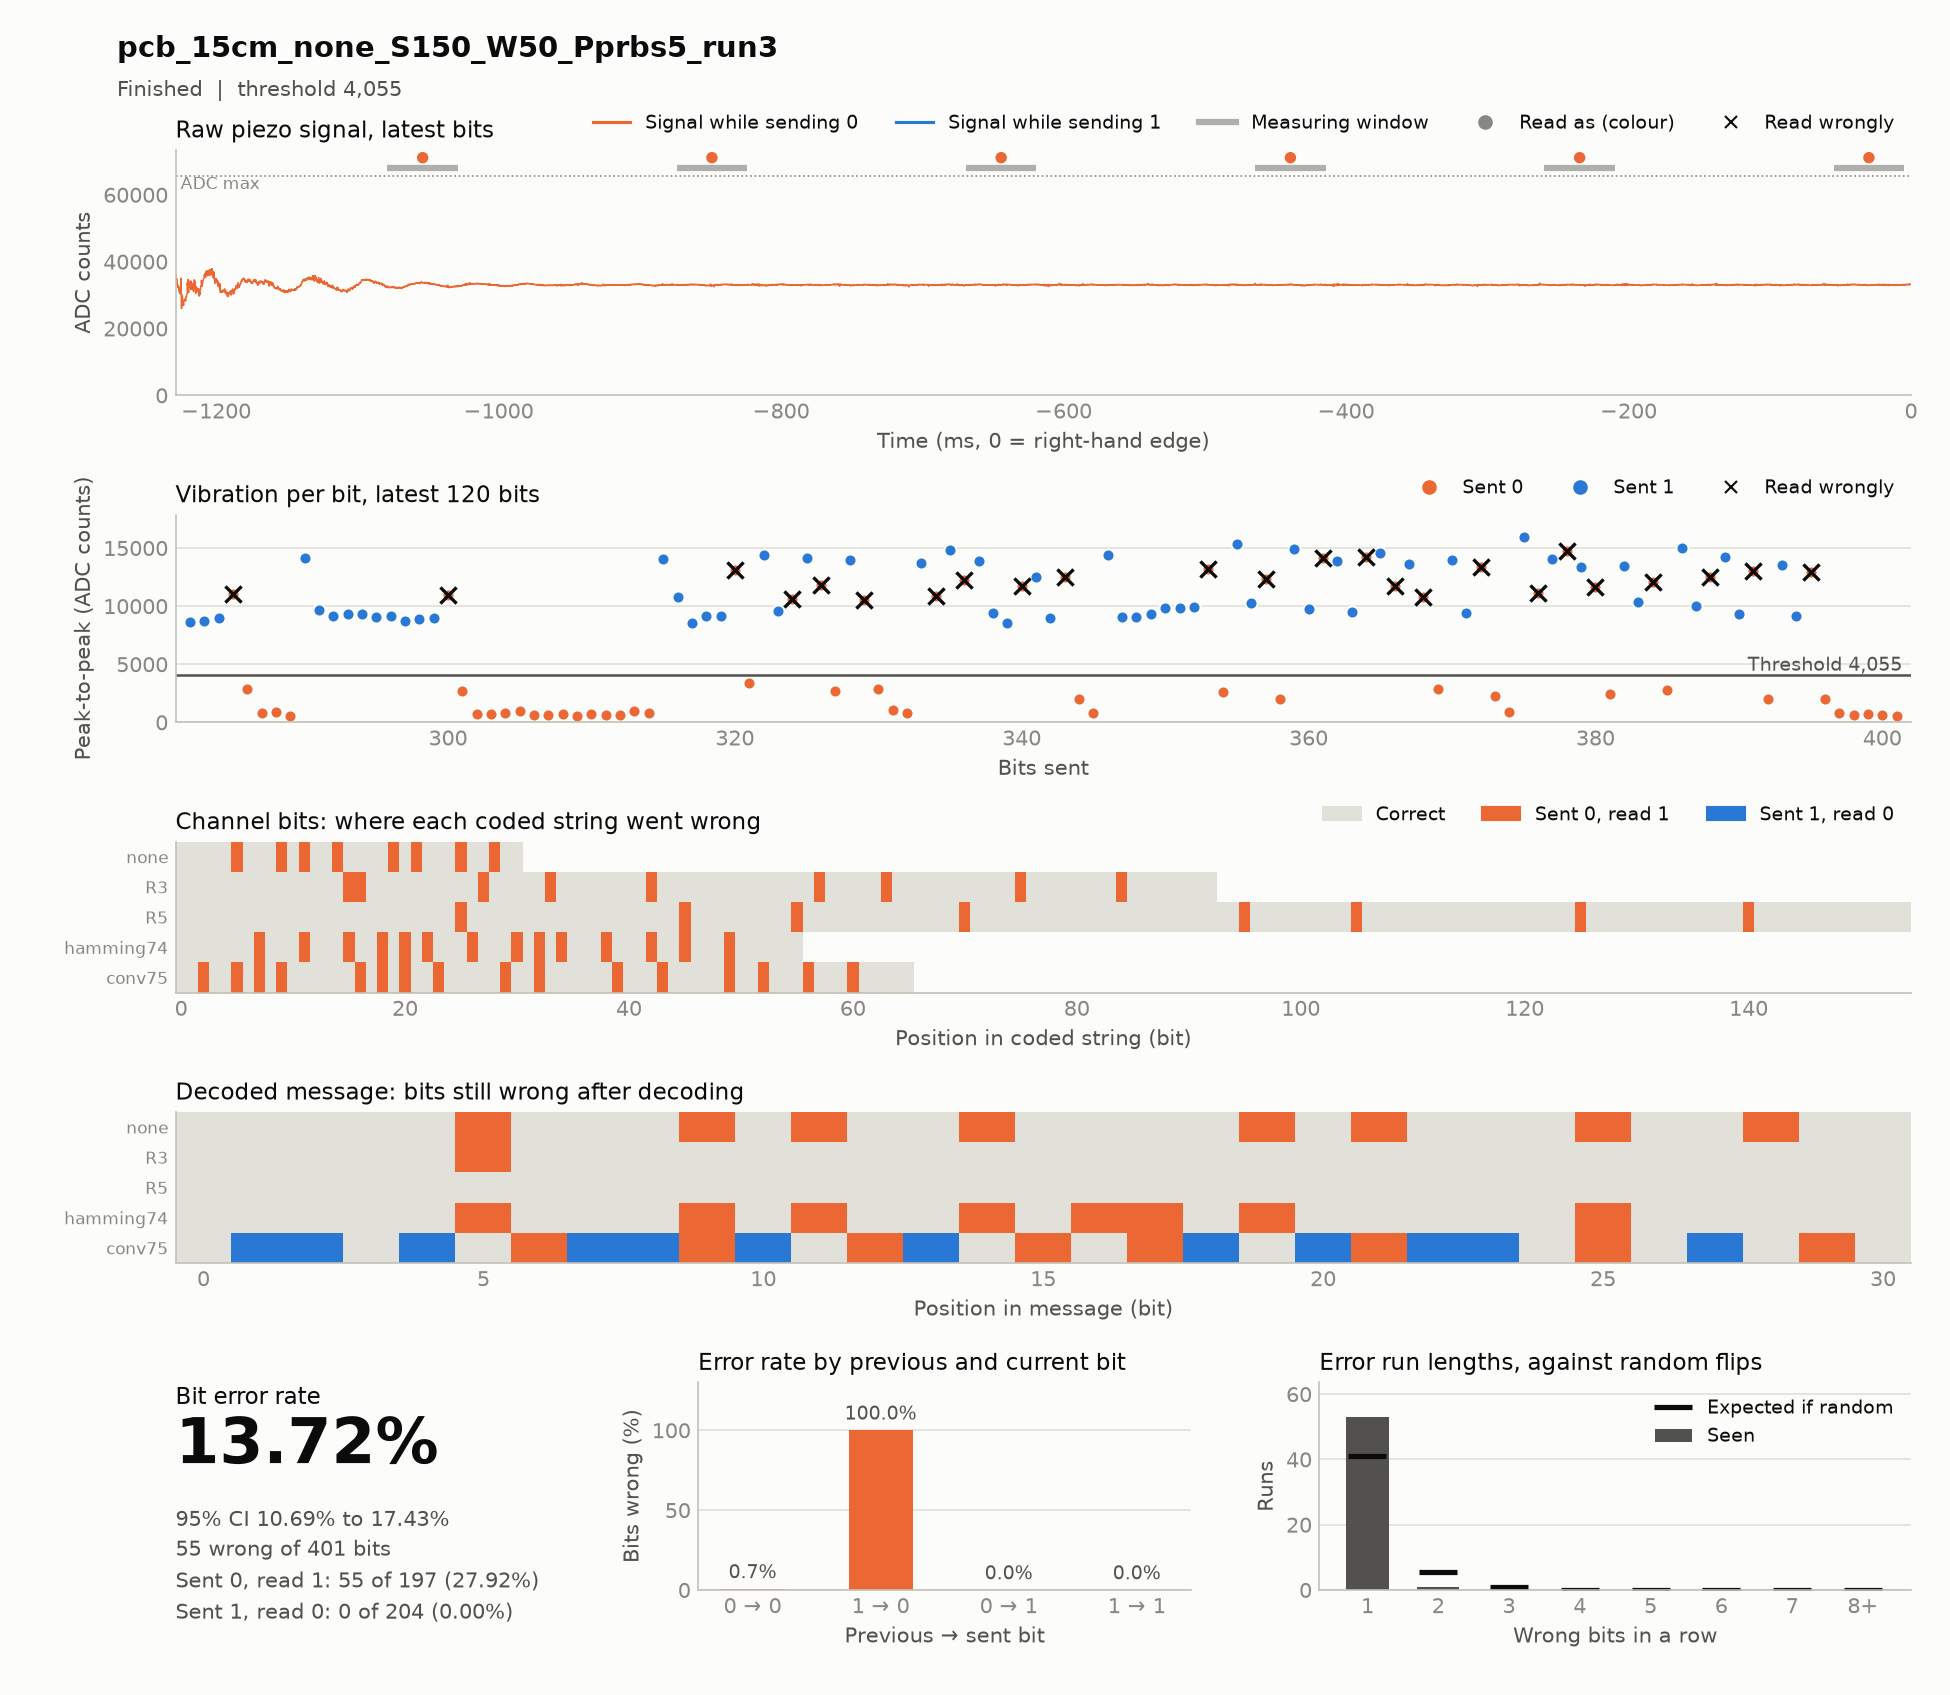 pcb_15cm_none_S150_W50_Pprbs5_run3
Finished | threshold 4,055
Raw piezo signal, latest bits
Signal while sending 0
Signal while sending 1
Measuring window
Read as (colour)
Read wrongly
ADC max
60000
40000
20000
0
ADC counts
−1200 −1000 −800 −600 −400 −200 0
Time (ms, 0 = right-hand edge)
Vibration per bit, latest 120 bits
Sent 0
Sent 1
Read wrongly
15000
10000
5000
0
Peak-to-peak (ADC counts)
Threshold 4,055
300 320 340 360 380 400
Bits sent
Channel bits: where each coded string went wrong
Correct
Sent 0, read 1
Sent 1, read 0
none
R3
R5
hamming74
conv75
0 20 40 60 80 100 120 140
Position in coded string (bit)
Decoded message: bits still wrong after decoding
none
R3
R5
hamming74
conv75
0 5 10 15 20 25 30
Position in message (bit)
Bit error rate
13.72%
95% CI 10.69% to 17.43%
55 wrong of 401 bits
Sent 0, read 1: 55 of 197 (27.92%)
Sent 1, read 0: 0 of 204 (0.00%)
Error rate by previous and current bit
100
50
0
Bits wrong (%)
0.7% 100.0% 0.0% 0.0%
0 → 0 1 → 0 0 → 1 1 → 1
Previous → sent bit
Error run lengths, against random flips
Expected if random
Seen
60
40
20
0
Runs
1 2 3 4 5 6 7 8+
Wrong bits in a row